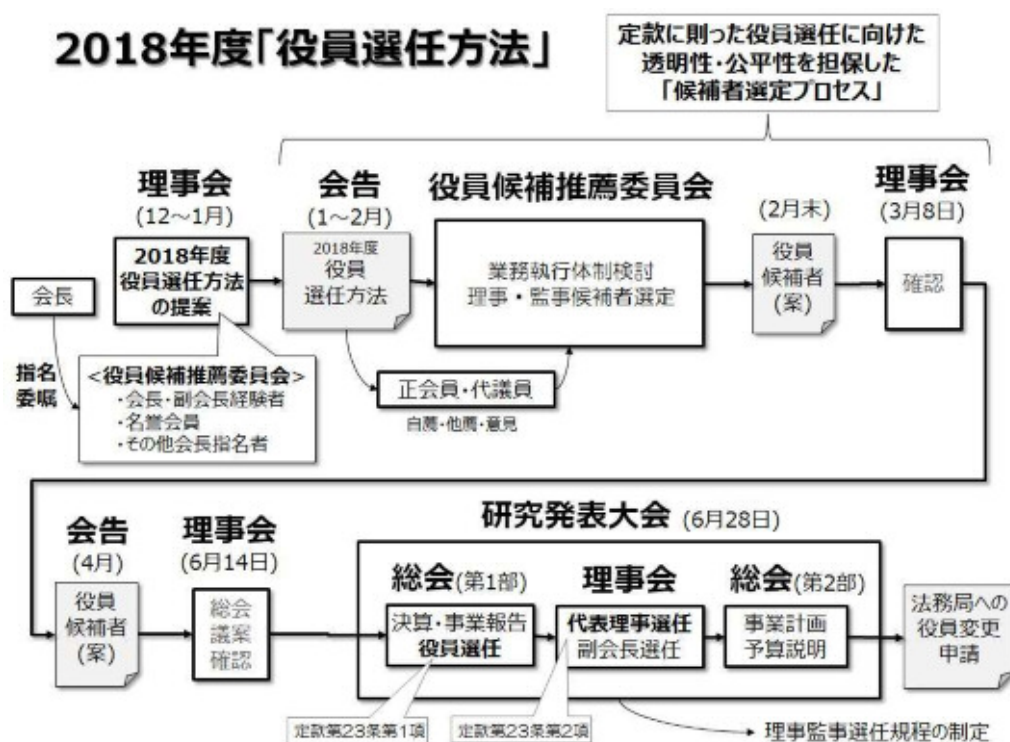 2018年度「役員選任方法」
定款に則った役員選任に向けた
透明性・公平性を担保した
「候補者選定プロセス」
理事会
(12～1月)
2018年度
役員選任方法
の提案
会長
指名
委嘱
<役員候補推薦委員会>
・会長・副会長経験者
・名誉会員
・その他会長指名者
会告
(1～2月)
2018年度
役員
選任方法
役員候補推薦委員会
業務執行体制検討
理事・監事候補者選定
正会員・代議員
自薦・他薦・意見
(2月末)
役員
候補者
(案)
理事会
(3月8日)
確認
会告
(4月)
役員
候補者
(案)
理事会
(6月14日)
総会
議案
確認
研究発表大会 (6月28日)
総会(第1部)
決算・事業報告
役員選任
定款第23条第1項
理事会
代表理事選任
副会長選任
定款第23条第2項
総会(第2部)
事業計画
予算説明
法務局への
役員変更
申請
理事監事選任規程の制定